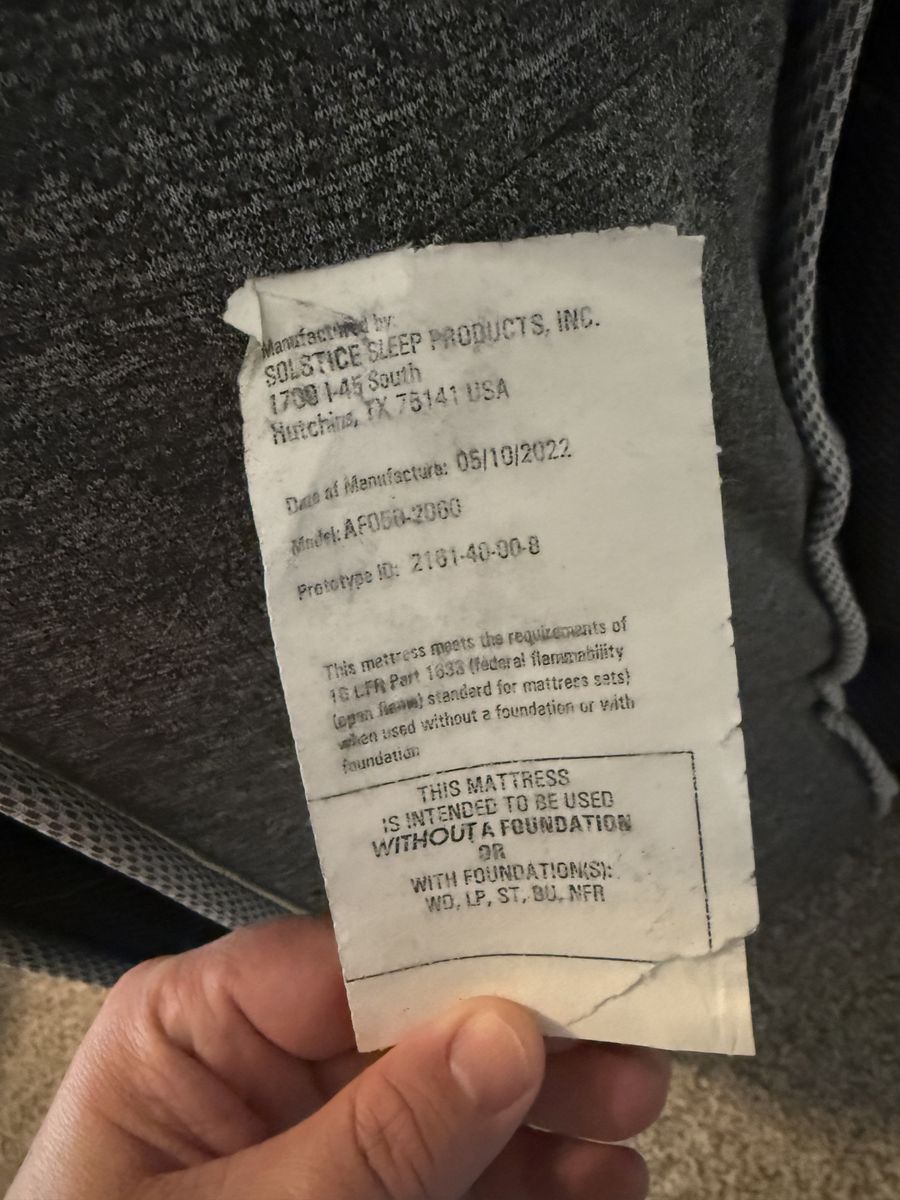 Manufactured by:
SOLSTICE SLEEP PRODUCTS, INC.
1700 I-45 South
Hutchins, TX 75141 USA
Date of Manufacture: 05/10/2022
Model: AF050-2060
Prototype ID: 2161-40-00-8
This mattress meets the requirements of
16 CFR Part 1633 (federal flammability
(open flame) standard for mattress sets)
when used without a foundation or with
foundation
THIS MATTRESS
IS INTENDED TO BE USED
WITHOUT A FOUNDATION
OR
WITH FOUNDATION(S):
WD, LP, ST, BU, NFR